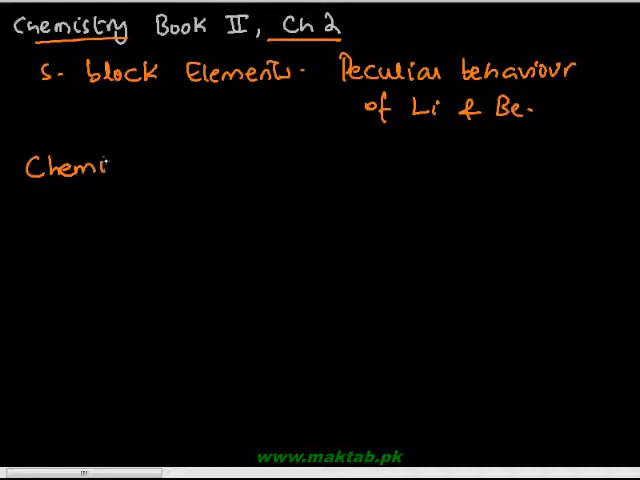 Chemistry Book II, Ch 2
s. block Elements. Peculiar behaviour
of Li & Be.
Chemi
www.maktab.pk